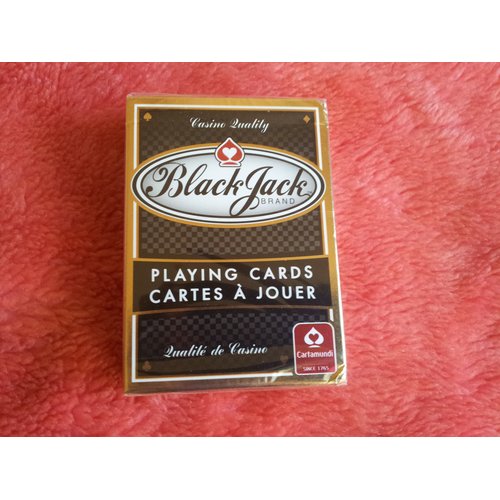 Casino Quality
BlackJack
BRAND
PLAYING CARDS
CARTES À JOUER
Qualité de Casino
Cartamundi
SINCE 1765